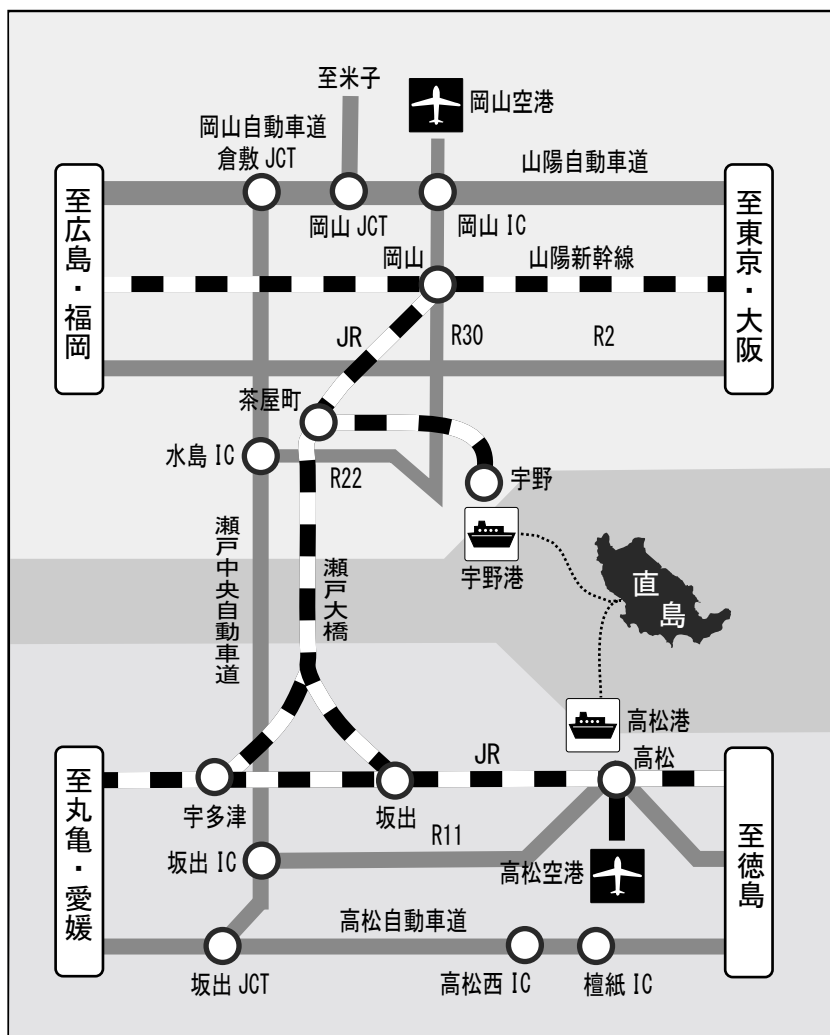 至米子
岡山空港
岡山自動車道
倉敷 JCT
山陽自動車道
至広島・福岡
至東京・大阪
岡山 JCT
岡山 IC
岡山
山陽新幹線
JR
R30
R2
茶屋町
水島 IC
R22
宇野
宇野港
瀬戸中央自動車道
瀬戸大橋
直島
高松港
高松
JR
至丸亀・愛媛
至徳島
宇多津
坂出
R11
坂出 IC
高松空港
高松自動車道
坂出 JCT
高松西 IC
檀紙 IC